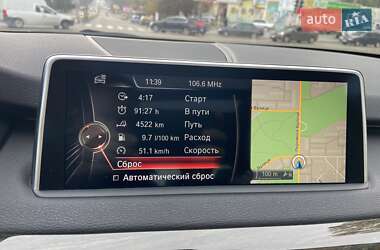 auto RIA.com
11:39 106.6 MHz
4:17 Старт
91:27 h В пути
4522 km Путь
9.7 l/100 km Расход
51.1 km/h Скорость
Сброс
Автоматический сброс
100 m